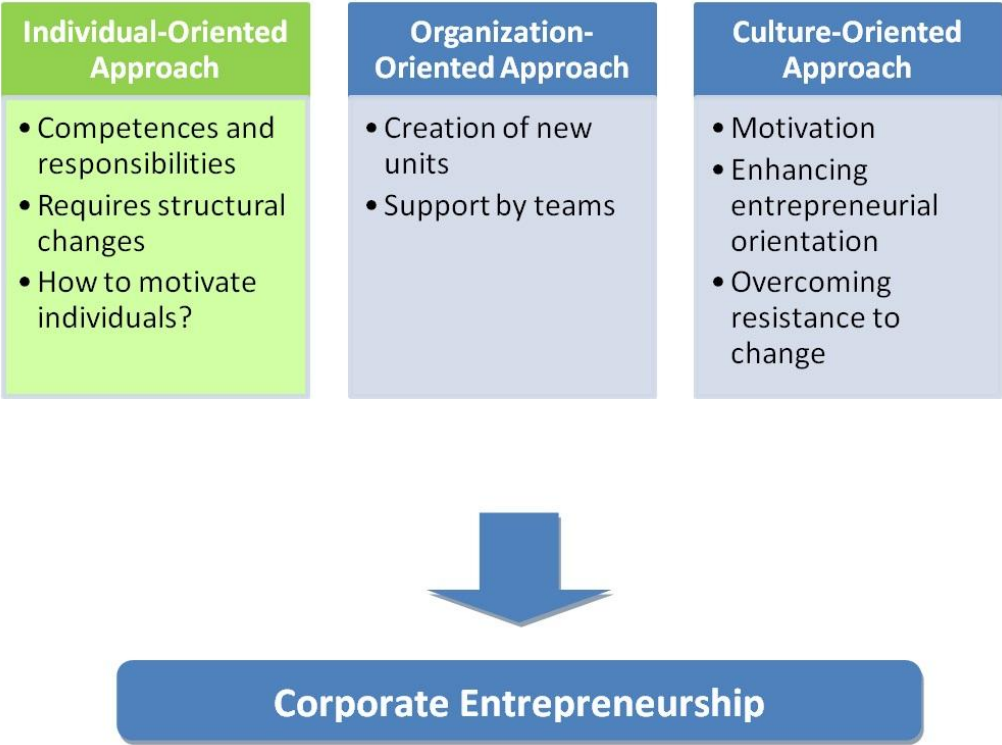 Individual-Oriented
Approach
• Competences and
responsibilities
• Requires structural
changes
• How to motivate
individuals?
Organization-
Oriented Approach
• Creation of new
units
• Support by teams
Culture-Oriented
Approach
• Motivation
• Enhancing
entrepreneurial
orientation
• Overcoming
resistance to
change
Corporate Entrepreneurship